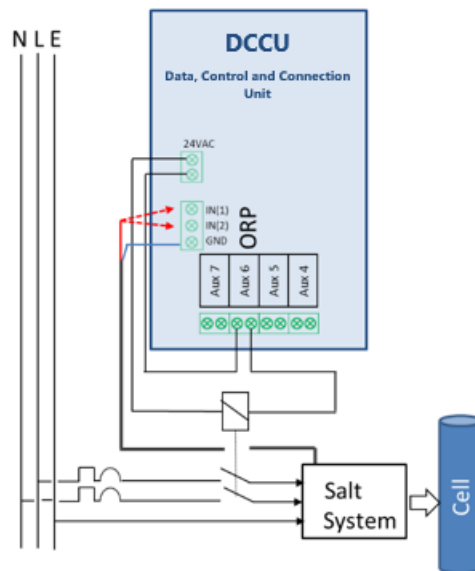 N L E
DCCU
Data, Control and Connection
Unit
24VAC
IN(1)
IN(2)
GND
ORP
Aux 7
Aux 6
Aux 5
Aux 4
Salt
System
Cell